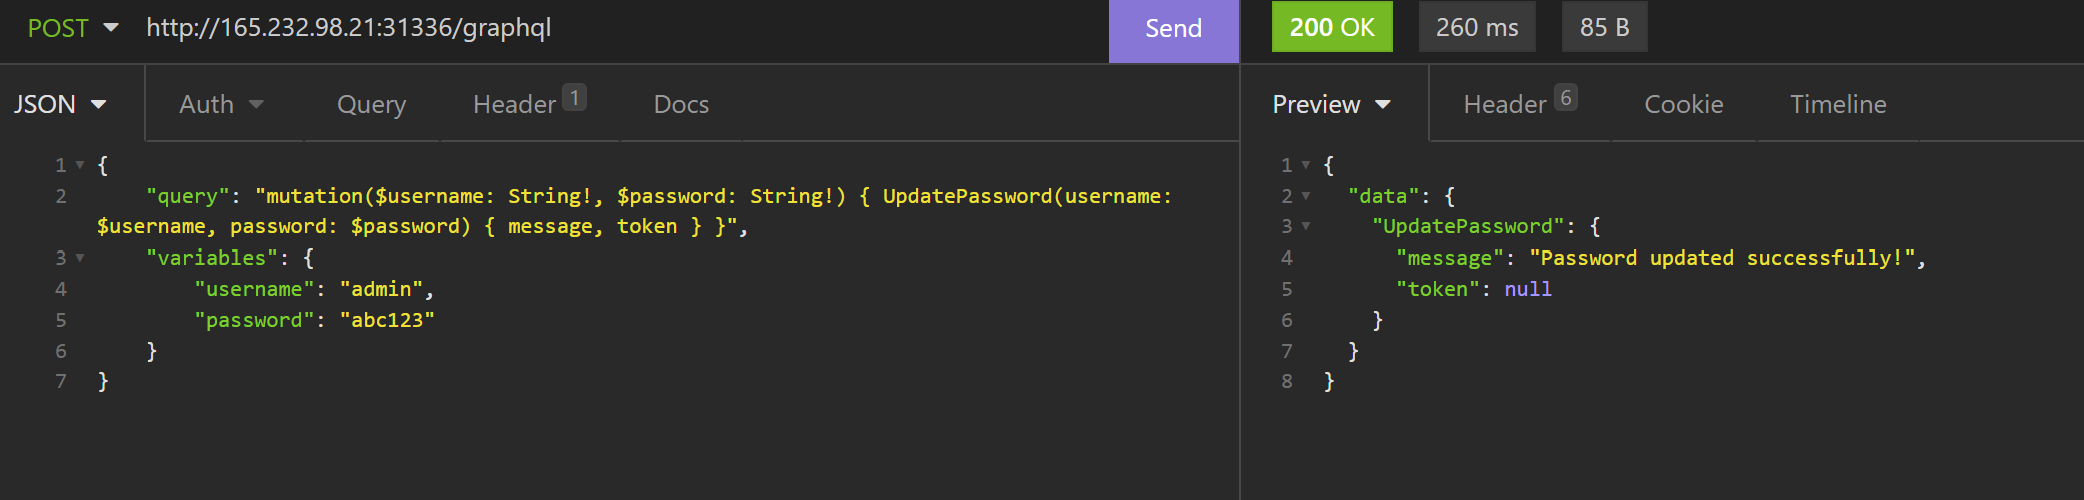 POST http://165.232.98.21:31336/graphql Send 200 OK 260 ms 85 B
JSON Auth Query Header 1 Docs Preview Header 6 Cookie Timeline
1 {
2 "query": "mutation($username: String!, $password: String!) { UpdatePassword(username:
$username, password: $password) { message, token } }",
3 "variables": {
4 "username": "admin",
5 "password": "abc123"
6 }
7 }
1 {
2 "data": {
3 "UpdatePassword": {
4 "message": "Password updated successfully!",
5 "token": null
6 }
7 }
8 }